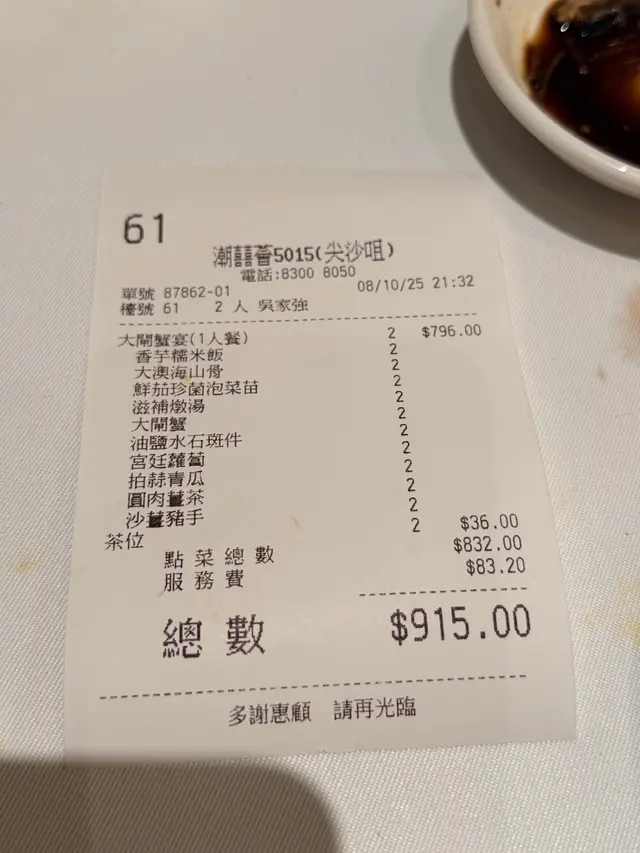 61
潮囍薈5015(尖沙咀)
電話:8300 8050
單號 87862-01 08/10/25 21:32
檯號 61 2 人 吳家強
大閘蟹宴(1人餐) 2 $796.00
香芋糯米飯 2
大澳海山骨 2
鮮茄珍菌泡菜苗 2
滋補燉湯 2
大閘蟹 2
油鹽水石斑件 2
宮廷蘿蔔 2
拍蒜青瓜 2
圓肉薑茶 2
沙薑豬手 2
茶位 2 $36.00
點菜總數 $832.00
服務費 $83.20
總數 $915.00
多謝惠顧 請再光臨